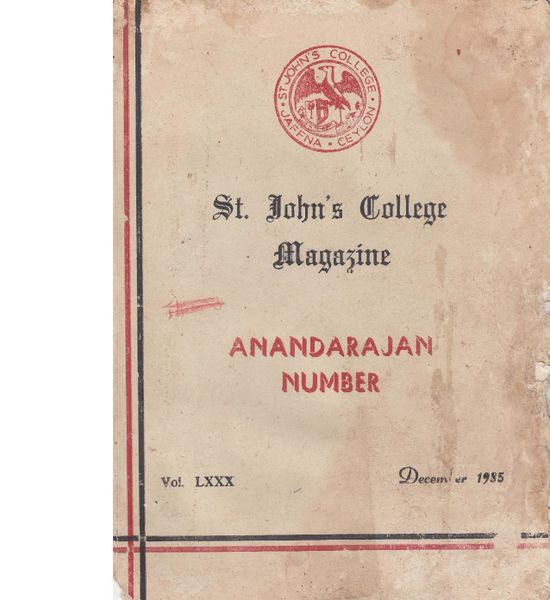 · ST JOHN'S COLLEGE ·
JAFFNA · CEYLON
St. John's College
Magazine
ANANDARAJAN
NUMBER
Vol. LXXX
December 1985